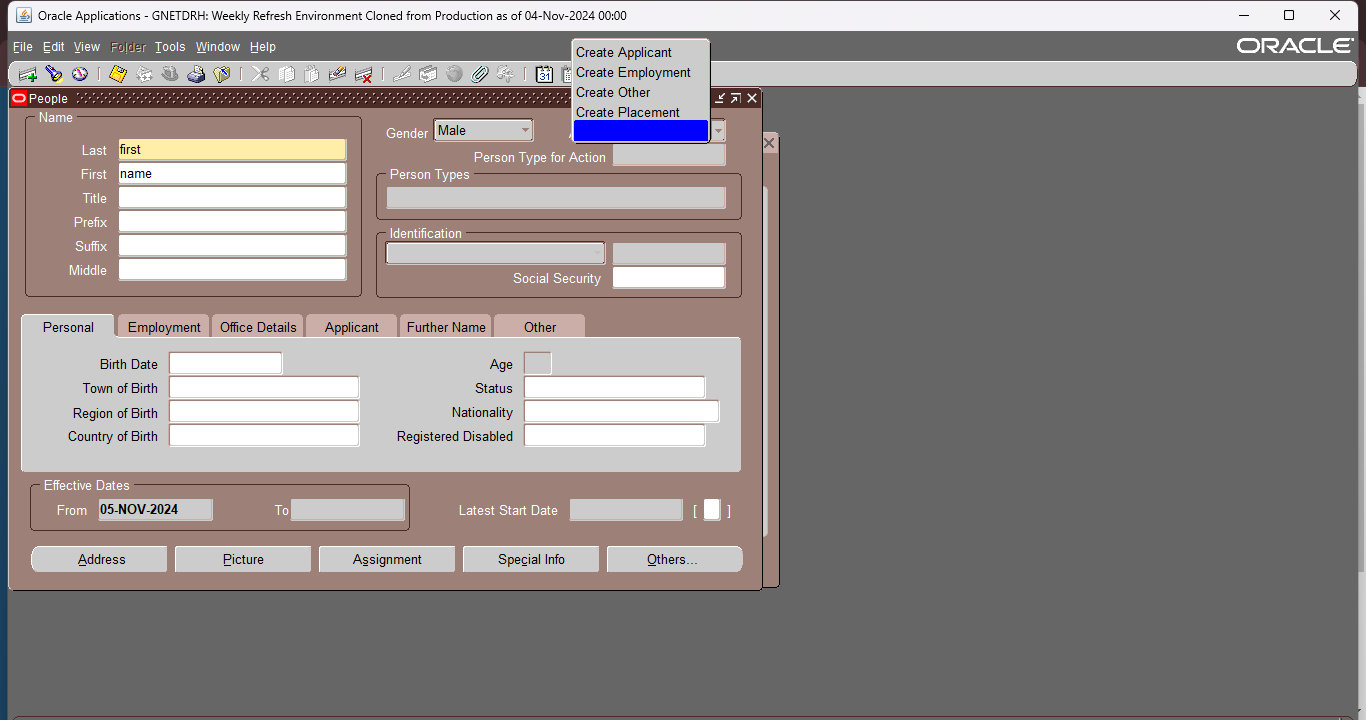 Oracle Applications - GNETDRH: Weekly Refresh Environment Cloned from Production as of 04-Nov-2024 00:00
File Edit View Folder Tools Window Help
ORACLE
Create Applicant
Create Employment
Create Other
Create Placement
31
People
Name
Gender Male
Last first
Person Type for Action
First name
Person Types
Title
Prefix
Identification
Suffix
Middle
Social Security
Personal Employment Office Details Applicant Further Name Other
Birth Date Age
Town of Birth Status
Region of Birth Nationality
Country of Birth Registered Disabled
Effective Dates
From 05-NOV-2024 To Latest Start Date [ ]
Address Picture Assignment Special Info Others...